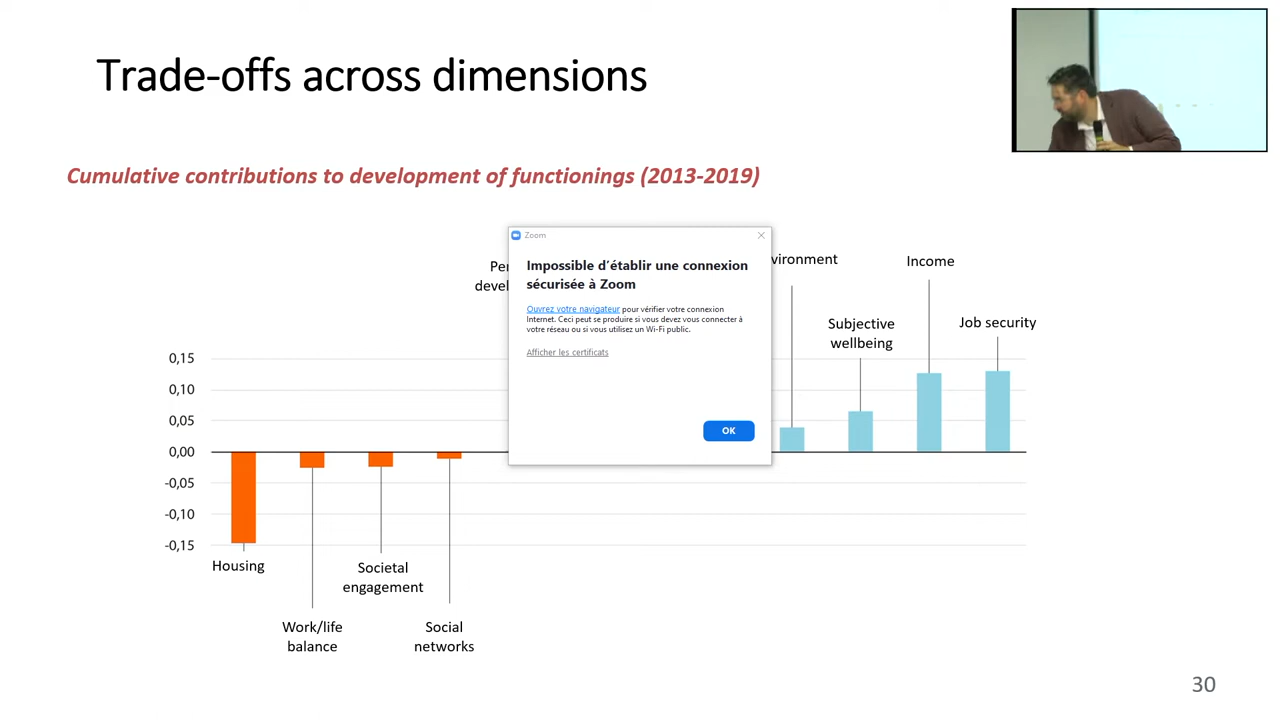 Trade-offs across dimensions
Cumulative contributions to development of functionings (2013-2019)
Zoom
Impossible d'établir une connexion
sécurisée à Zoom
Ouvrez votre navigateur pour vérifier votre connexion
Internet. Ceci peut se produire si vous devez vous connecter à
votre réseau ou si vous utilisez un Wi-Fi public.
Afficher les certificats
OK
Income
Subjective
wellbeing
Job security
0,15
0,10
0,05
0,00
-0,05
-0,10
-0,15
Housing
Societal
engagement
Work/life
balance
Social
networks
30